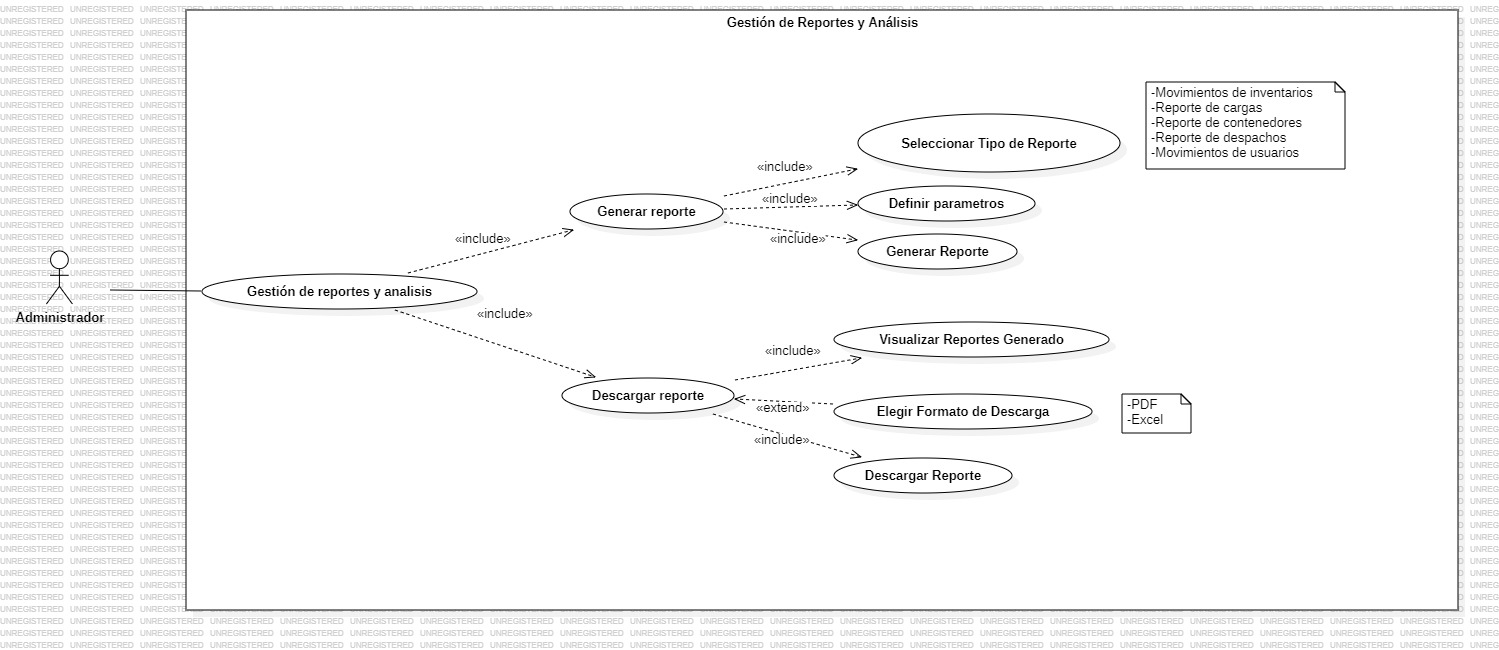 Gestión de Reportes y Análisis
-Movimientos de inventarios
-Reporte de cargas
-Reporte de contenedores
-Reporte de despachos
-Movimientos de usuarios
Seleccionar Tipo de Reporte
«include»
Generar reporte
«include»
Definir parametros
«include»
Generar Reporte
«include»
Administrador
Gestión de reportes y analisis
«include»
Visualizar Reportes Generado
«include»
Descargar reporte
«extend»
Elegir Formato de Descarga
-PDF
-Excel
«include»
Descargar Reporte
UNREGISTERED